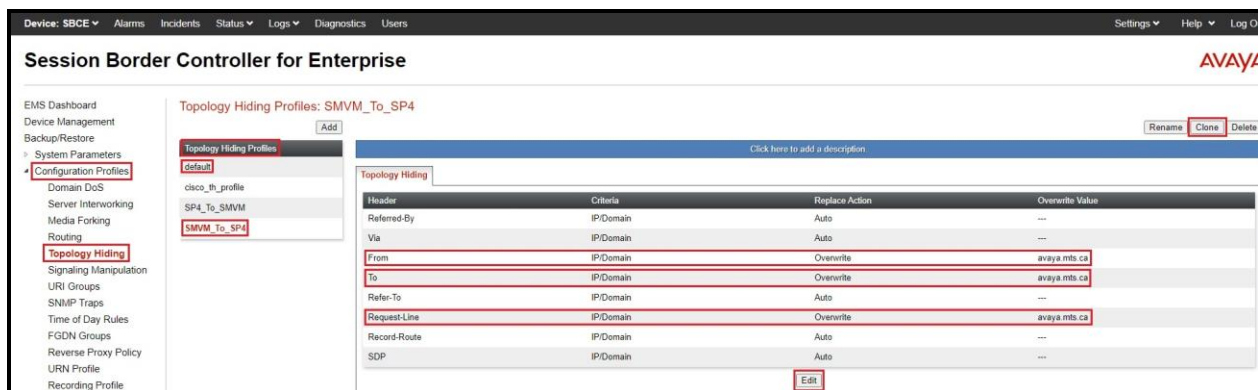 Device: SBCE Alarms Incidents Status Logs Diagnostics Users Settings Help Log O
Session Border Controller for Enterprise
AVAYA
EMS Dashboard
Device Management
Backup/Restore
System Parameters
Configuration Profiles
Domain DoS
Server Interworking
Media Forking
Routing
Topology Hiding
Signaling Manipulation
URI Groups
SNMP Traps
Time of Day Rules
FGDN Groups
Reverse Proxy Policy
URN Profile
Recording Profile
Topology Hiding Profiles: SMVM_To_SP4
Add
Rename Clone Delete
Topology Hiding Profiles
default
cisco_th_profile
SP4_To_SMVM
SMVM_To_SP4
Click here to add a description.
Topology Hiding
Header Criteria Replace Action Overwrite Value
Referred-By IP/Domain Auto ---
Via IP/Domain Auto ---
From IP/Domain Overwrite avaya.mts.ca
To IP/Domain Overwrite avaya.mts.ca
Refer-To IP/Domain Auto ---
Request-Line IP/Domain Overwrite avaya.mts.ca
Record-Route IP/Domain Auto ---
SDP IP/Domain Auto ---
Edit